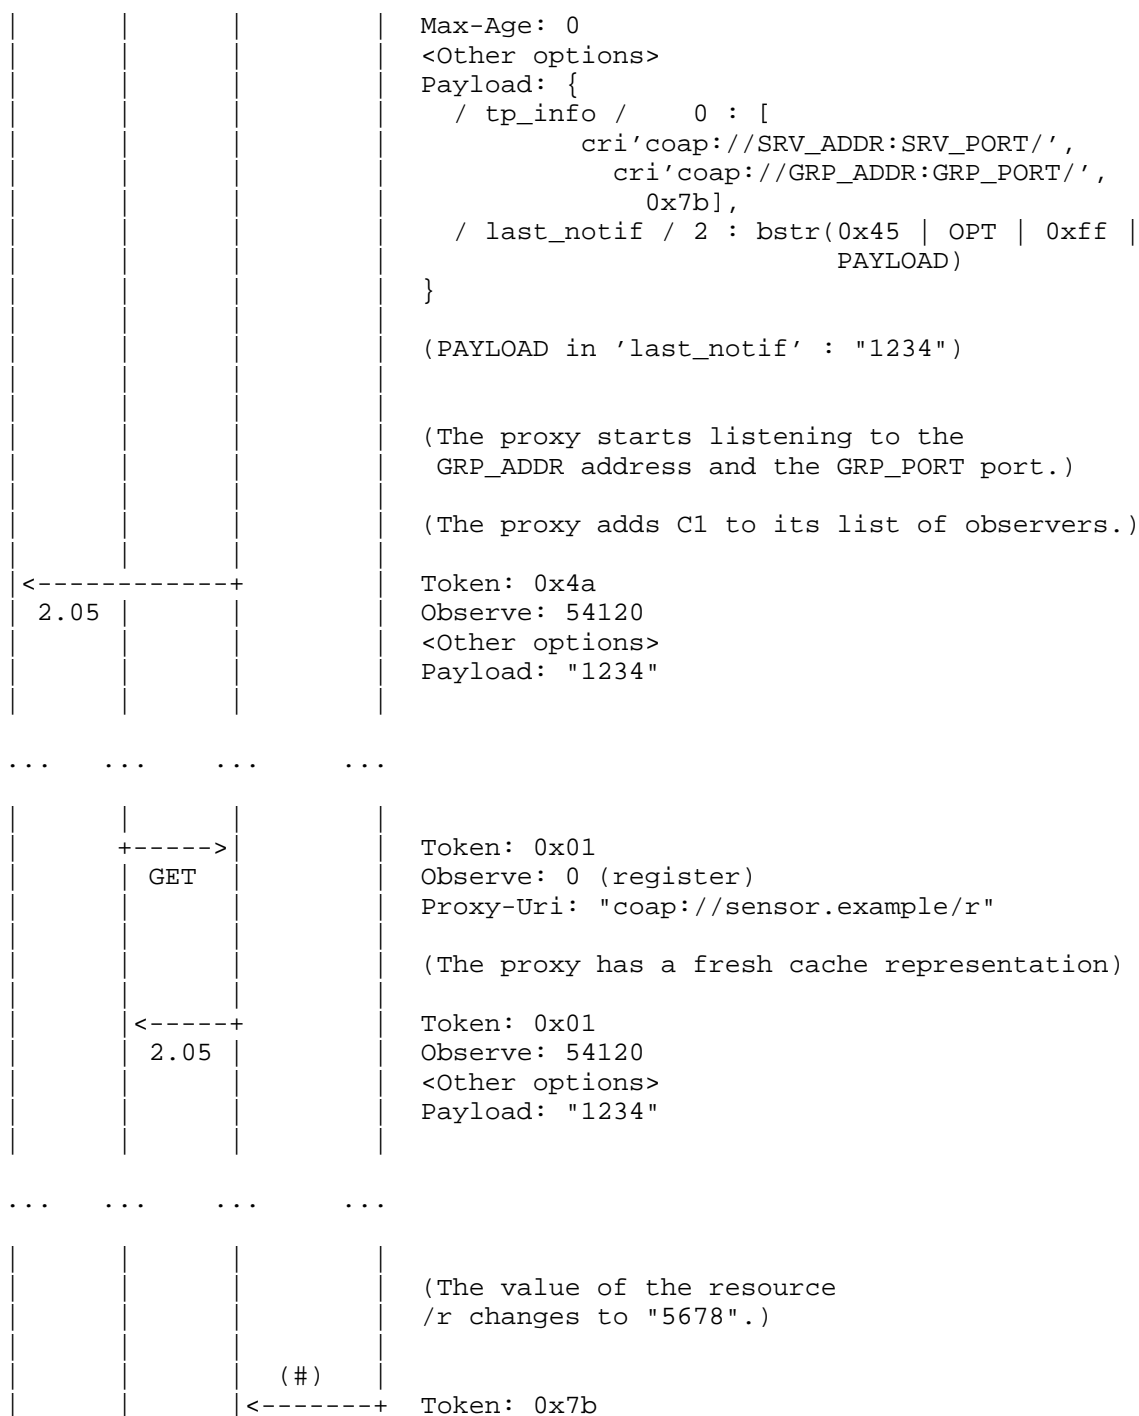 |      |      |        |  Max-Age: 0
|      |      |        |  <Other options>
|      |      |        |  Payload: {
|      |      |        |    / tp_info /    0 : [
|      |      |        |            cri'coap://SRV_ADDR:SRV_PORT/',
|      |      |        |              cri'coap://GRP_ADDR:GRP_PORT/',
|      |      |        |                0x7b],
|      |      |        |    / last_notif / 2 : bstr(0x45 | OPT | 0xff |
|      |      |        |                            PAYLOAD)
|      |      |        |  }
|      |      |        |
|      |      |        |  (PAYLOAD in 'last_notif' : "1234")
|      |      |        |
|      |      |        |
|      |      |        |  (The proxy starts listening to the
|      |      |        |   GRP_ADDR address and the GRP_PORT port.)
|      |      |        |
|      |      |        |  (The proxy adds C1 to its list of observers.)
|      |      |        |
|<------------+        |  Token: 0x4a
| 2.05 |      |        |  Observe: 54120
|      |      |        |  <Other options>
|      |      |        |  Payload: "1234"
|      |      |        |
...   ...    ...     ...
|      |      |        |
|      +----->|        |  Token: 0x01
|      | GET  |        |  Observe: 0 (register)
|      |      |        |  Proxy-Uri: "coap://sensor.example/r"
|      |      |        |
|      |      |        |  (The proxy has a fresh cache representation)
|      |      |        |
|      |<-----+        |  Token: 0x01
|      | 2.05 |        |  Observe: 54120
|      |      |        |  <Other options>
|      |      |        |  Payload: "1234"
|      |      |        |
...   ...    ...     ...
|      |      |        |
|      |      |        |  (The value of the resource
|      |      |        |  /r changes to "5678".)
|      |      |        |
|      |      |  (#)   |
|      |      |<-------+  Token: 0x7b